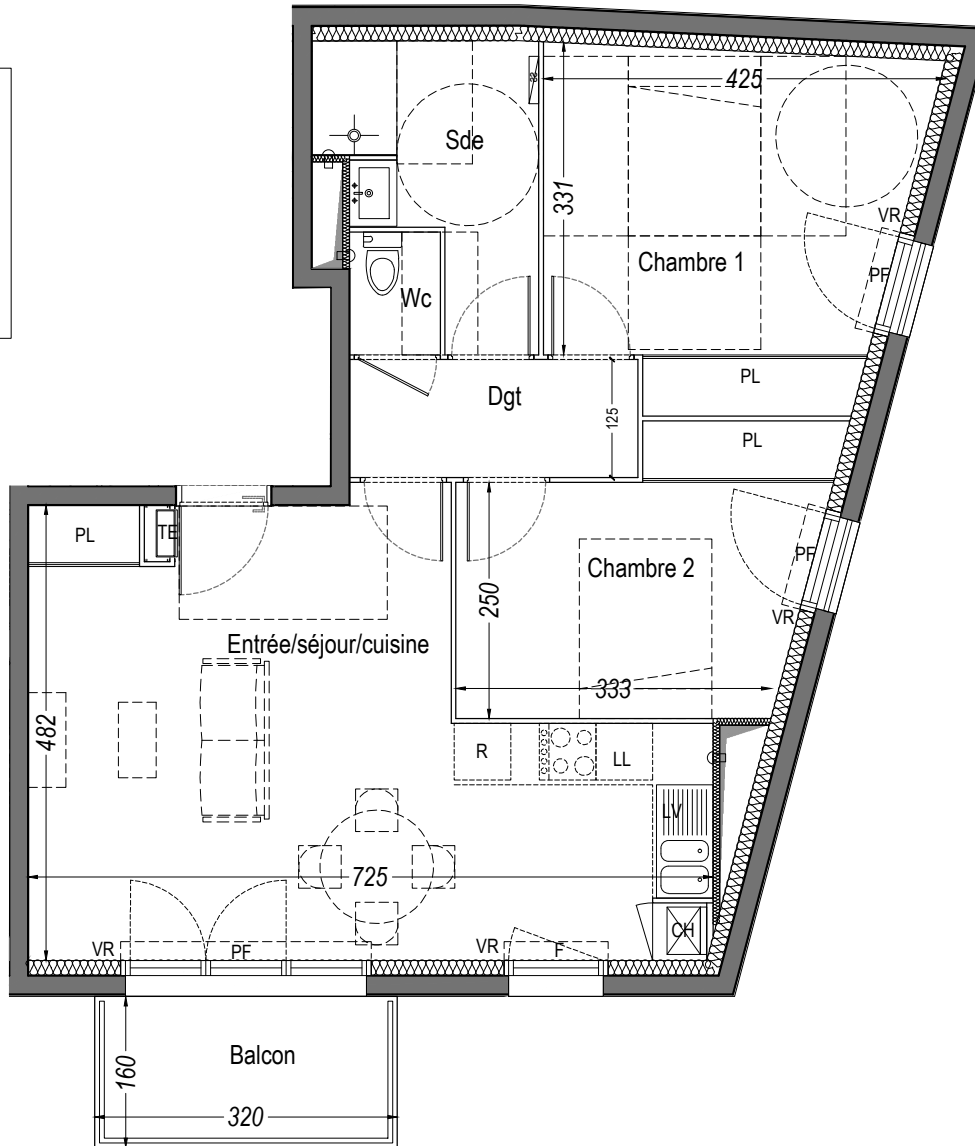 425
Sde
331
VR
Chambre 1
PF
Wc
PL
Dgt
125
PL
PL
TE
PF
Chambre 2
250
VR
Entrée/séjour/cuisine
333
482
R
LL
LV
725
CH
VR
PF
VR
F
Balcon
160
320